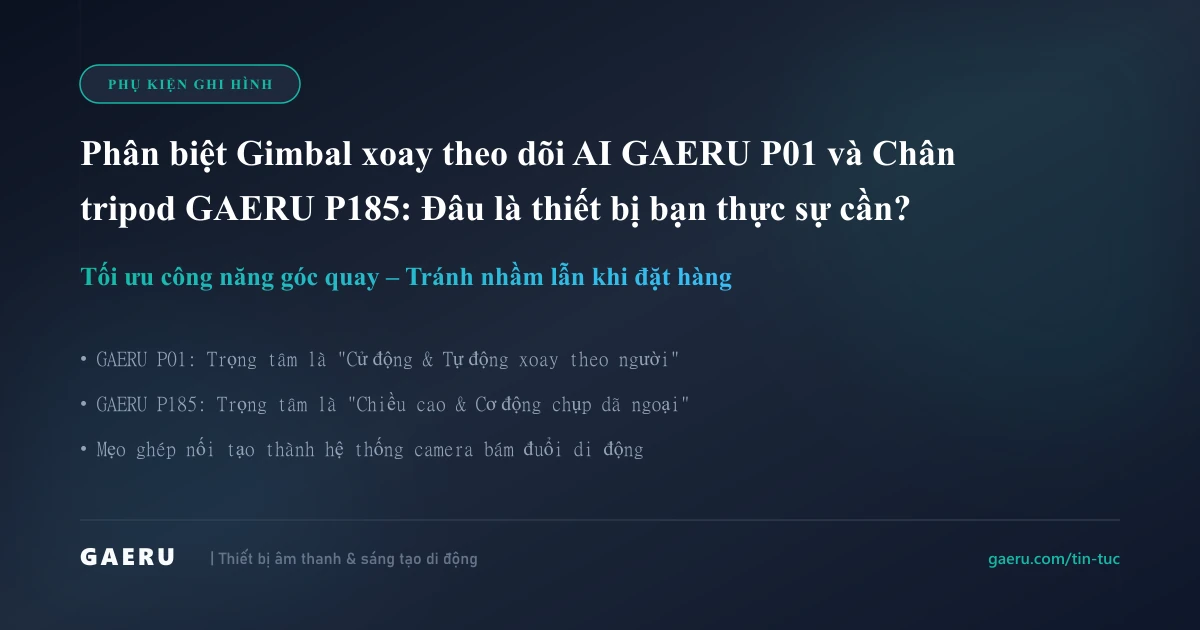 PHỤ KIỆN GHI HÌNH
Phân biệt Gimbal xoay theo dõi AI GAERU P01 và Chân
tripod GAERU P185: Đâu là thiết bị bạn thực sự cần?
Tối ưu công năng góc quay – Tránh nhầm lẫn khi đặt hàng
• GAERU P01: Trọng tâm là "Cử động & Tự động xoay theo người"
• GAERU P185: Trọng tâm là "Chiều cao & Cơ động chụp dã ngoại"
• Mẹo ghép nối tạo thành hệ thống camera bám đuổi di động
GAERU | Thiết bị âm thanh & sáng tạo di động gaeru.com/tin-tuc